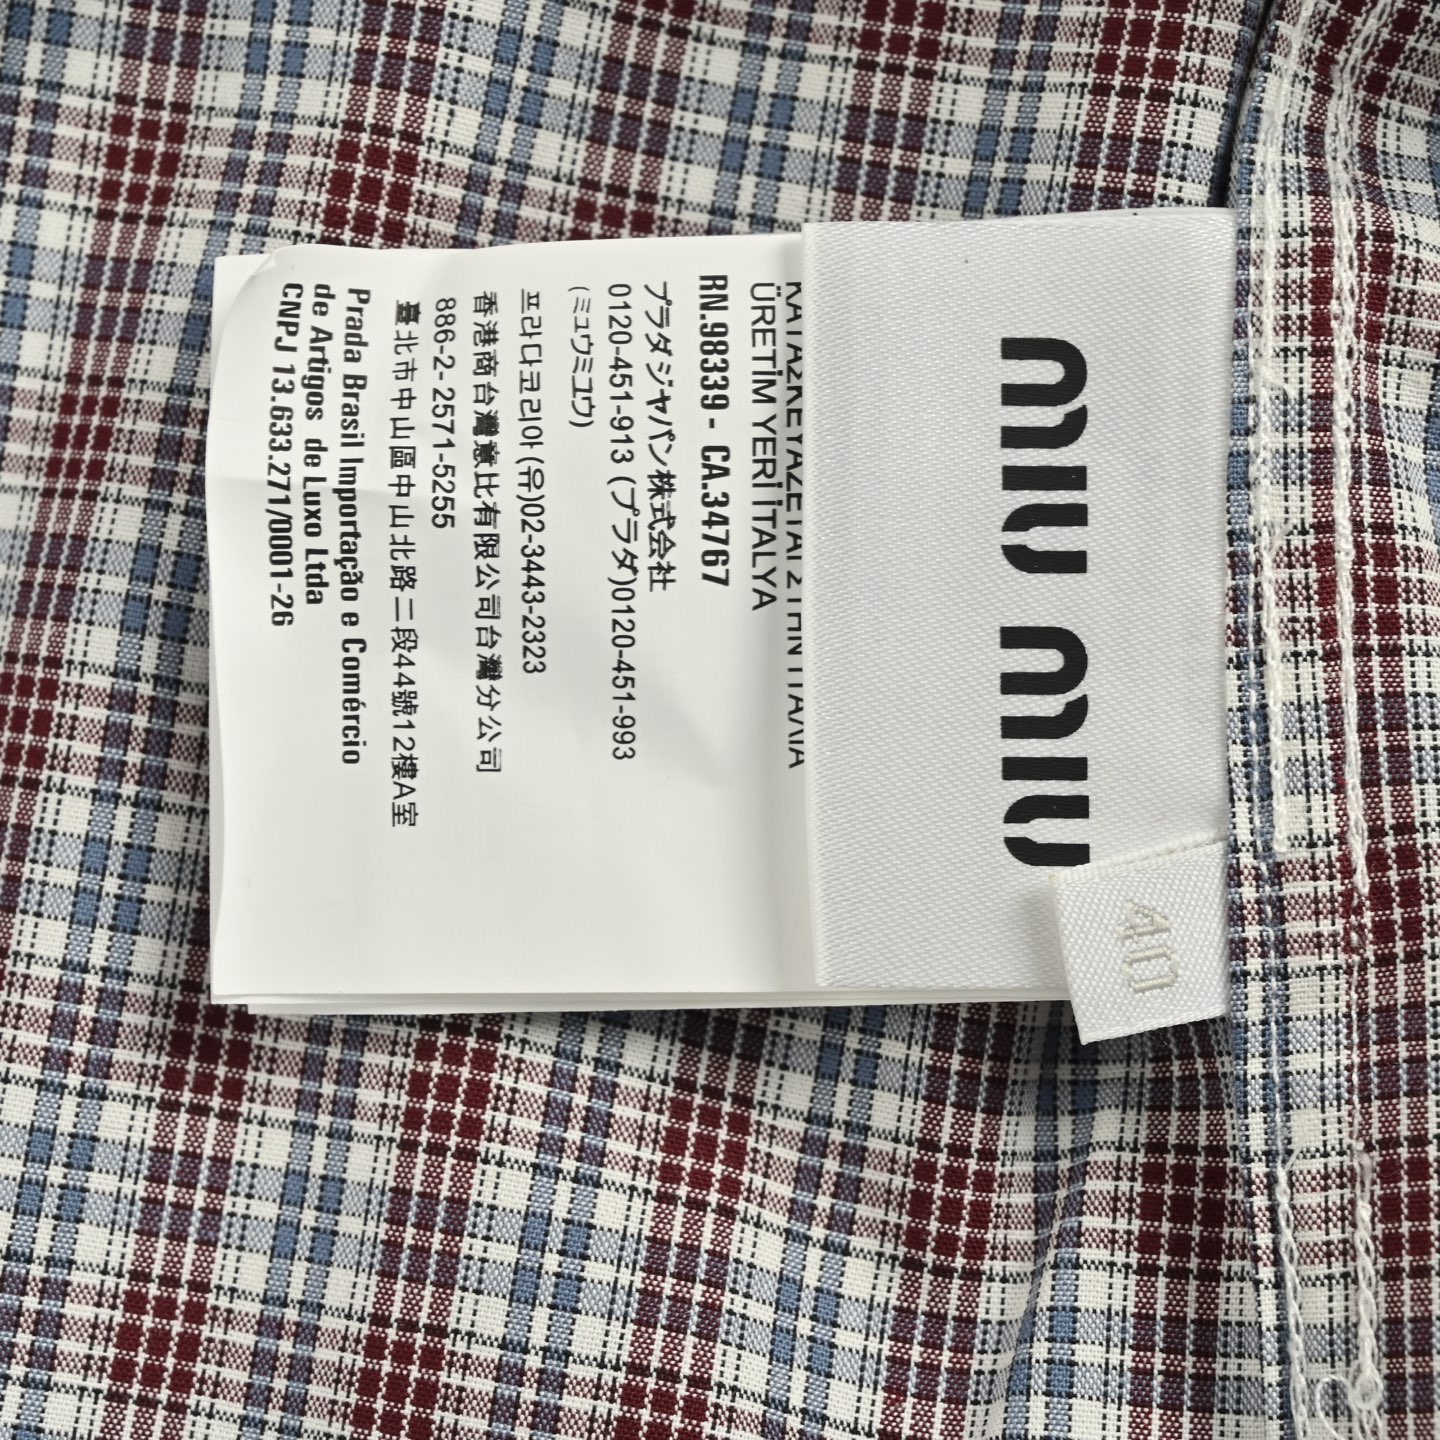 miu miu
40
ÜRETİM YERİ İTALYA
RN.98339 - CA.34767
プラダジャパン株式会社
0120-451-913 (プラダ)0120-451-993
(ミュウミュウ)
프라다코리아(유)02-3443-2323
香港商台灣意比有限公司台灣分公司
886-2-2571-5255
臺北市中山區中山北路二段44號12樓A室
Prada Brasil Importação e Comércio
de Artigos de Luxo Ltda
CNPJ 13.633.271/0001-26